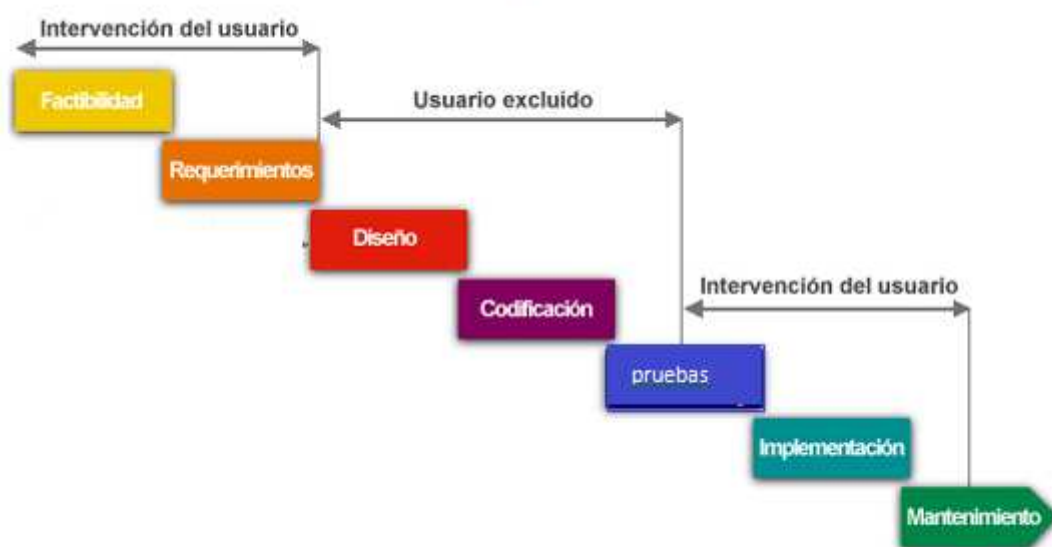 Intervención del usuario
Factibilidad
Usuario excluido
Requerimientos
Diseño
Intervención del usuario
Codificación
pruebas
Implementación
Mantenimiento